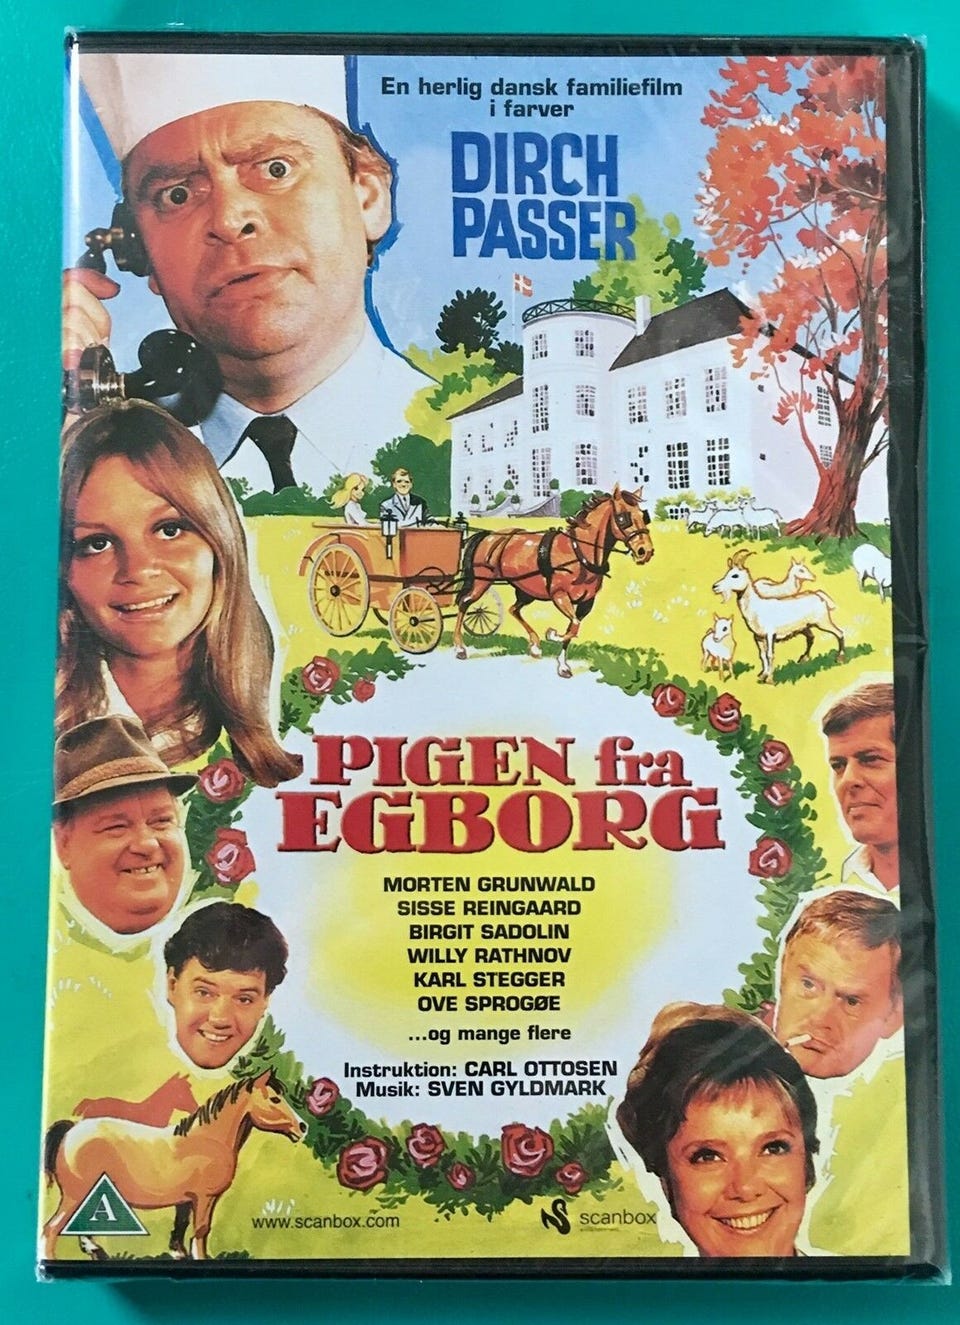 En herlig dansk familiefilm
i farver
DIRCH
PASSER
PIGEN fra
EGBORG
MORTEN GRUNWALD
SISSE REINGAARD
BIRGIT SADOLIN
WILLY RATHNOV
KARL STEGGER
OVE SPROGØE
...og mange flere
Instruktion: CARL OTTOSEN
Musik: SVEN GYLDMARK
A
www.scanbox.com
scanbox